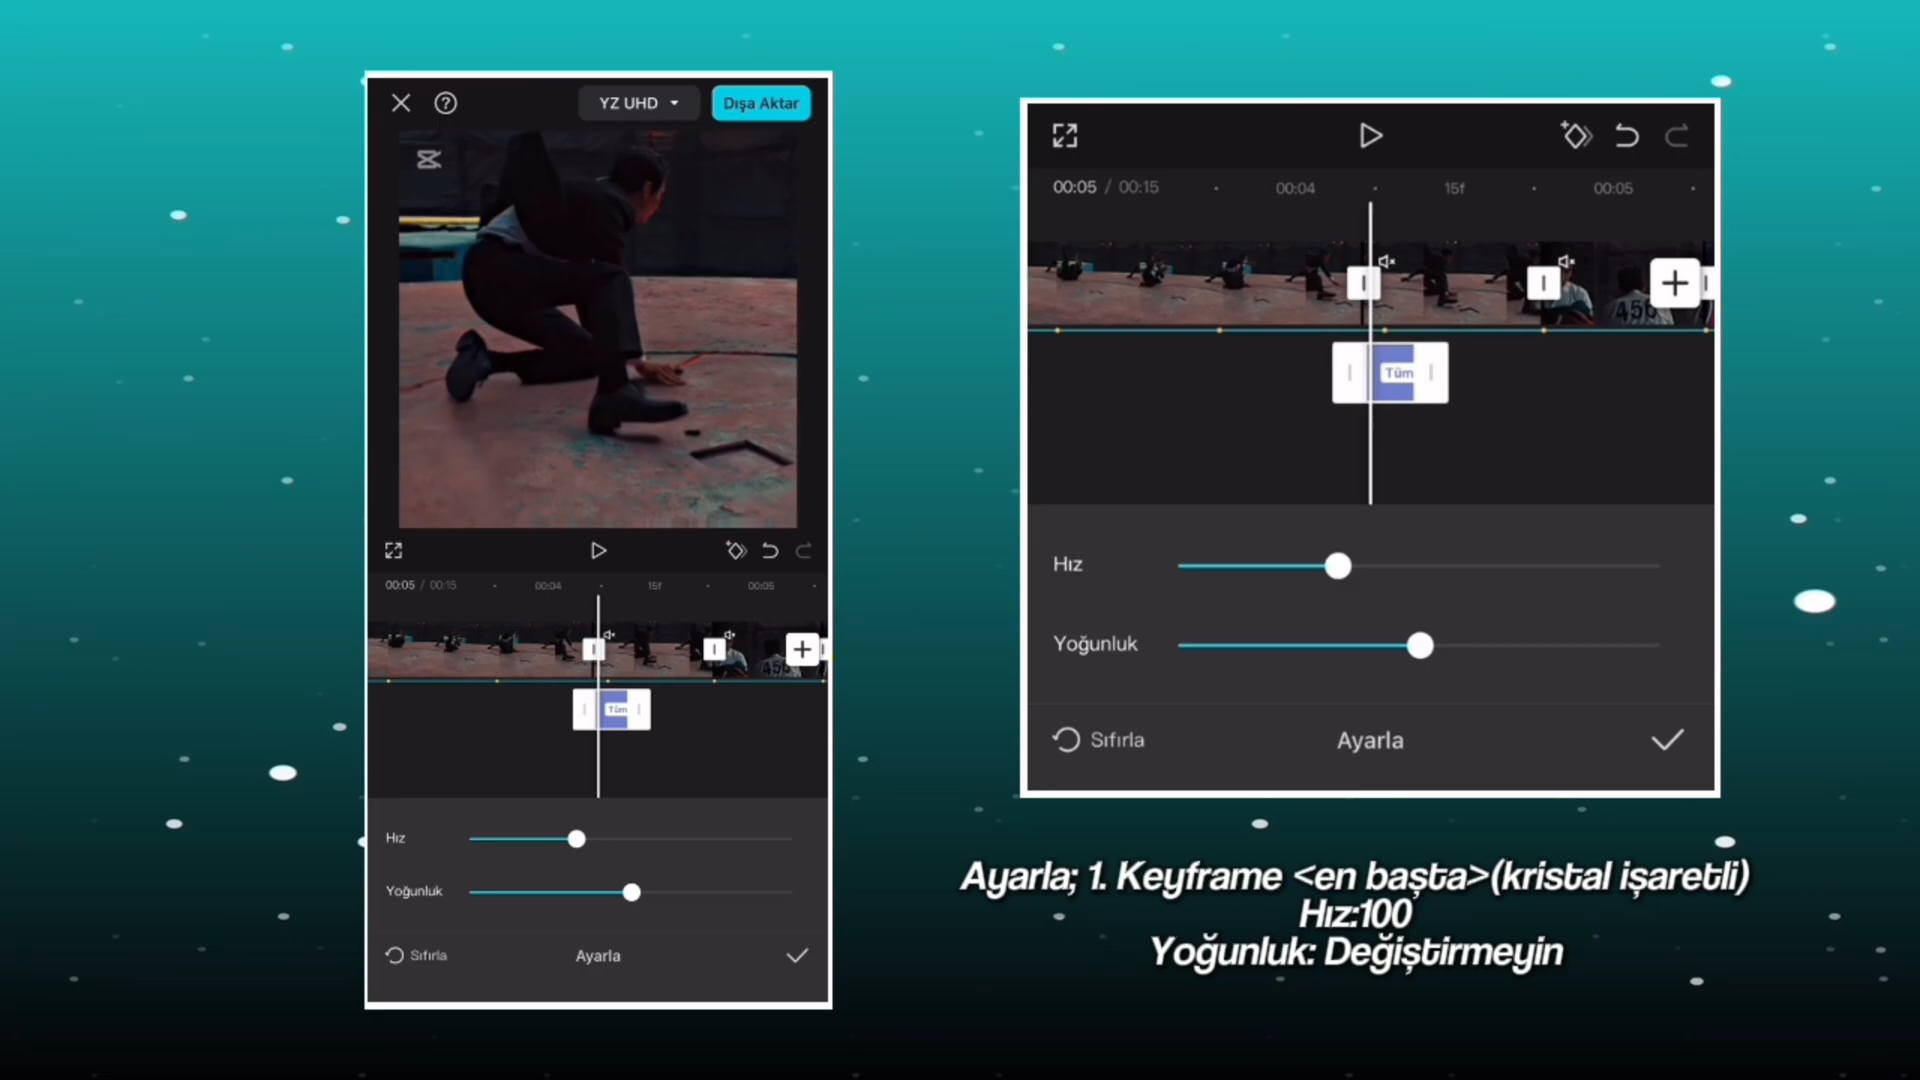 YZ UHD
Dışa Aktar
00:05 / 00:15
00:04
15f
00:05
456
Tüm
Hız
Yoğunluk
Sıfırla
Ayarla
00:05 / 00:15
00:04
15f
00:05
456
Tüm
Hız
Yoğunluk
Sıfırla
Ayarla
Ayarla; 1. Keyframe <en başta>(kristal işaretli)
Hız:100
Yoğunluk: Değiştirmeyin